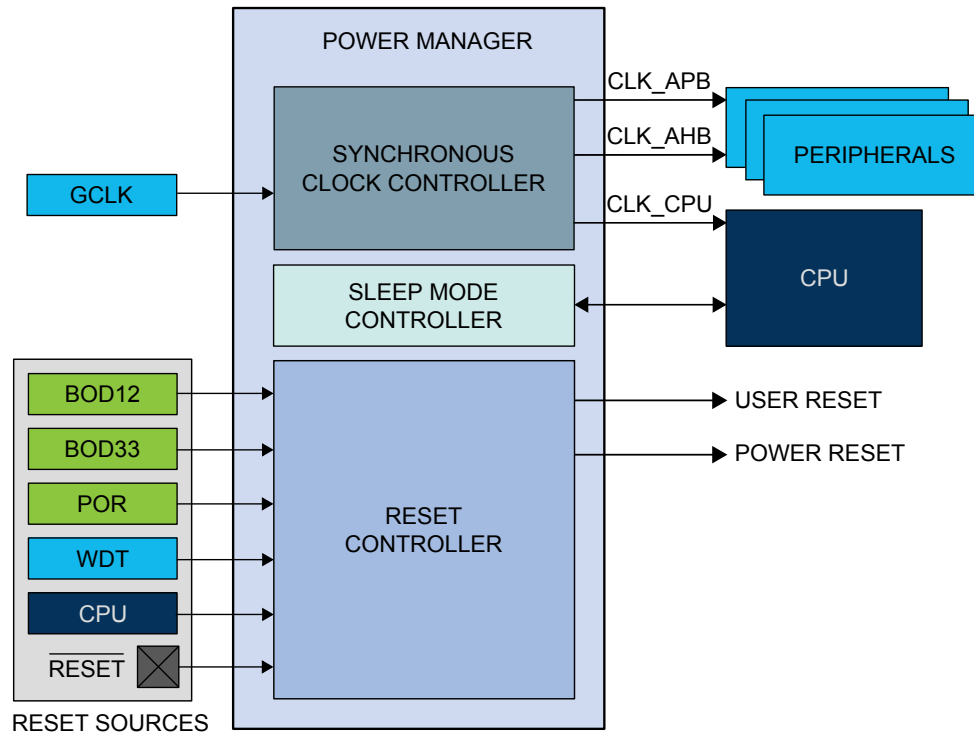 POWER MANAGER
CLK_APB
SYNCHRONOUS
CLOCK CONTROLLER
CLK_AHB
PERIPHERALS
GCLK
CLK_CPU
CPU
SLEEP MODE
CONTROLLER
BOD12
BOD33
POR
WDT
CPU
RESET
RESET SOURCES
RESET
CONTROLLER
USER RESET
POWER RESET